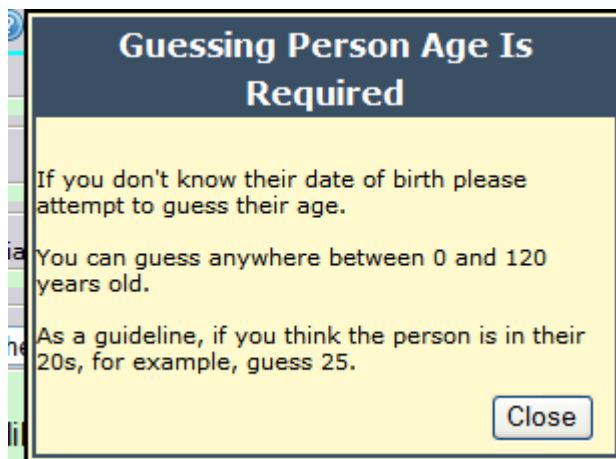 Guessing Person Age Is
Required
If you don't know their date of birth please
attempt to guess their age.
You can guess anywhere between 0 and 120
years old.
As a guideline, if you think the person is in their
20s, for example, guess 25.
Close